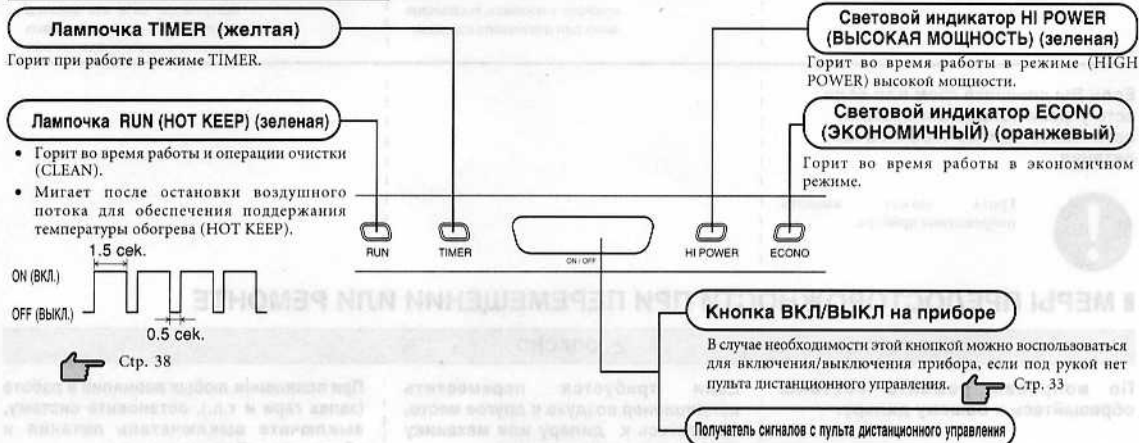 Лампочка TIMER (желтая)
Горит при работе в режиме TIMER.
Лампочка RUN (HOT KEEP) (зеленая)
• Горит во время работы и операции очистки
(CLEAN).
• Мигает после остановки воздушного
потока для обеспечения поддержания
температуры обогрева (HOT KEEP).
1.5 сек.
ON (ВКЛ.)
OFF (ВЫКЛ.)
0.5 сек.
Стр. 38
Световой индикатор HI POWER
(ВЫСОКАЯ МОЩНОСТЬ) (зеленая)
Горит во время работы в режиме (HIGH
POWER) высокой мощности.
Световой индикатор ECONO
(ЭКОНОМИЧНЫЙ) (оранжевый)
Горит во время работы в экономичном
режиме.
RUN
TIMER
ON / OFF
HI POWER
ECONO
Кнопка ВКЛ/ВЫКЛ на приборе
В случае необходимости этой кнопкой можно воспользоваться
для включения/выключения прибора, если под рукой нет
пульта дистанционного управления. Стр. 33
Получатель сигналов с пульта дистанционного управления
МЕРЫ ПРЕДОСТОРОЖНОСТИ ПРИ ПЕРЕМЕЩЕНИИ ИЛИ РЕМОНТЕ